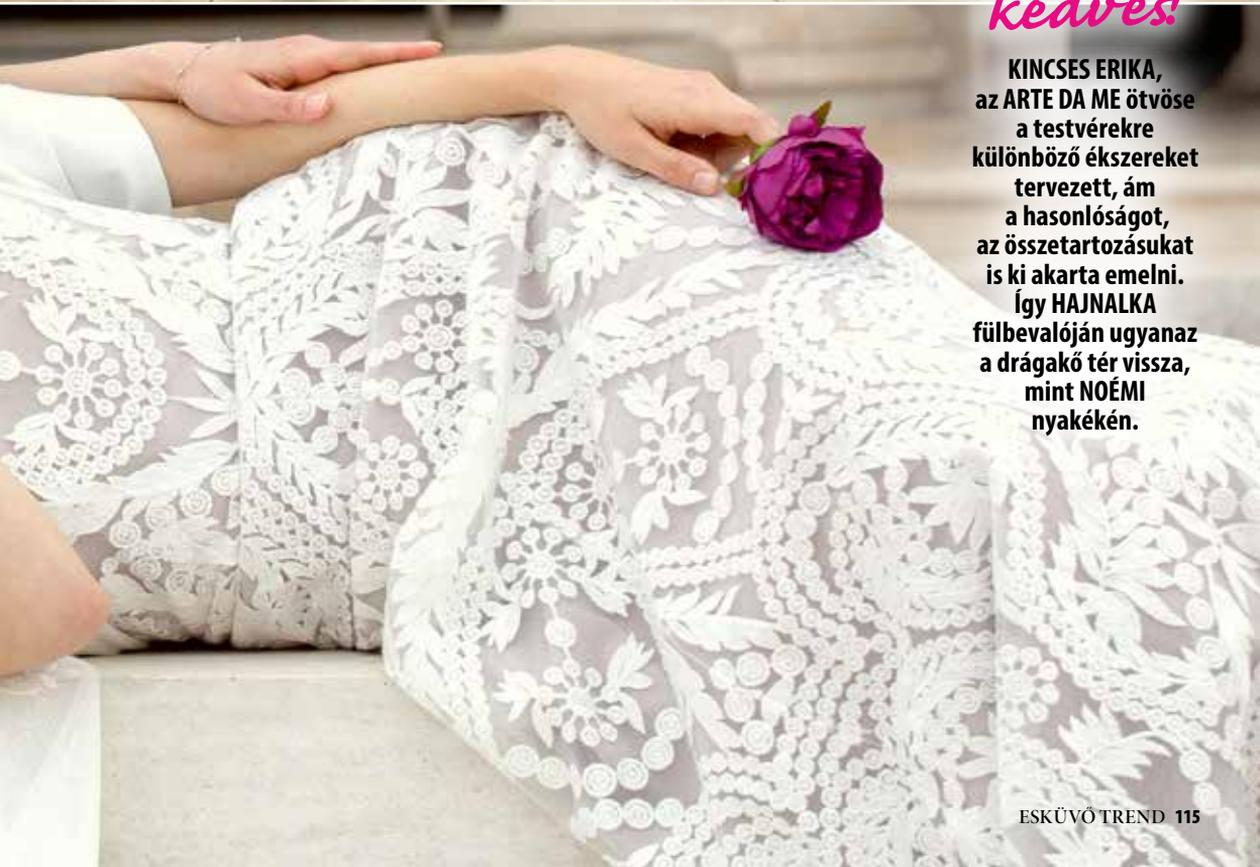 kedves!
KINCSES ERIKA,
az ARTE DA ME ötvöse
a testvérekre
különböző ékszereket
tervezett, ám
a hasonlóságot,
az összetartozásukat
is ki akarta emelni.
Így HAJNALKA
fülbevalóján ugyanaz
a drágakő tér vissza,
mint NOÉMI
nyakékén.
ESKÜVŐ TREND 115